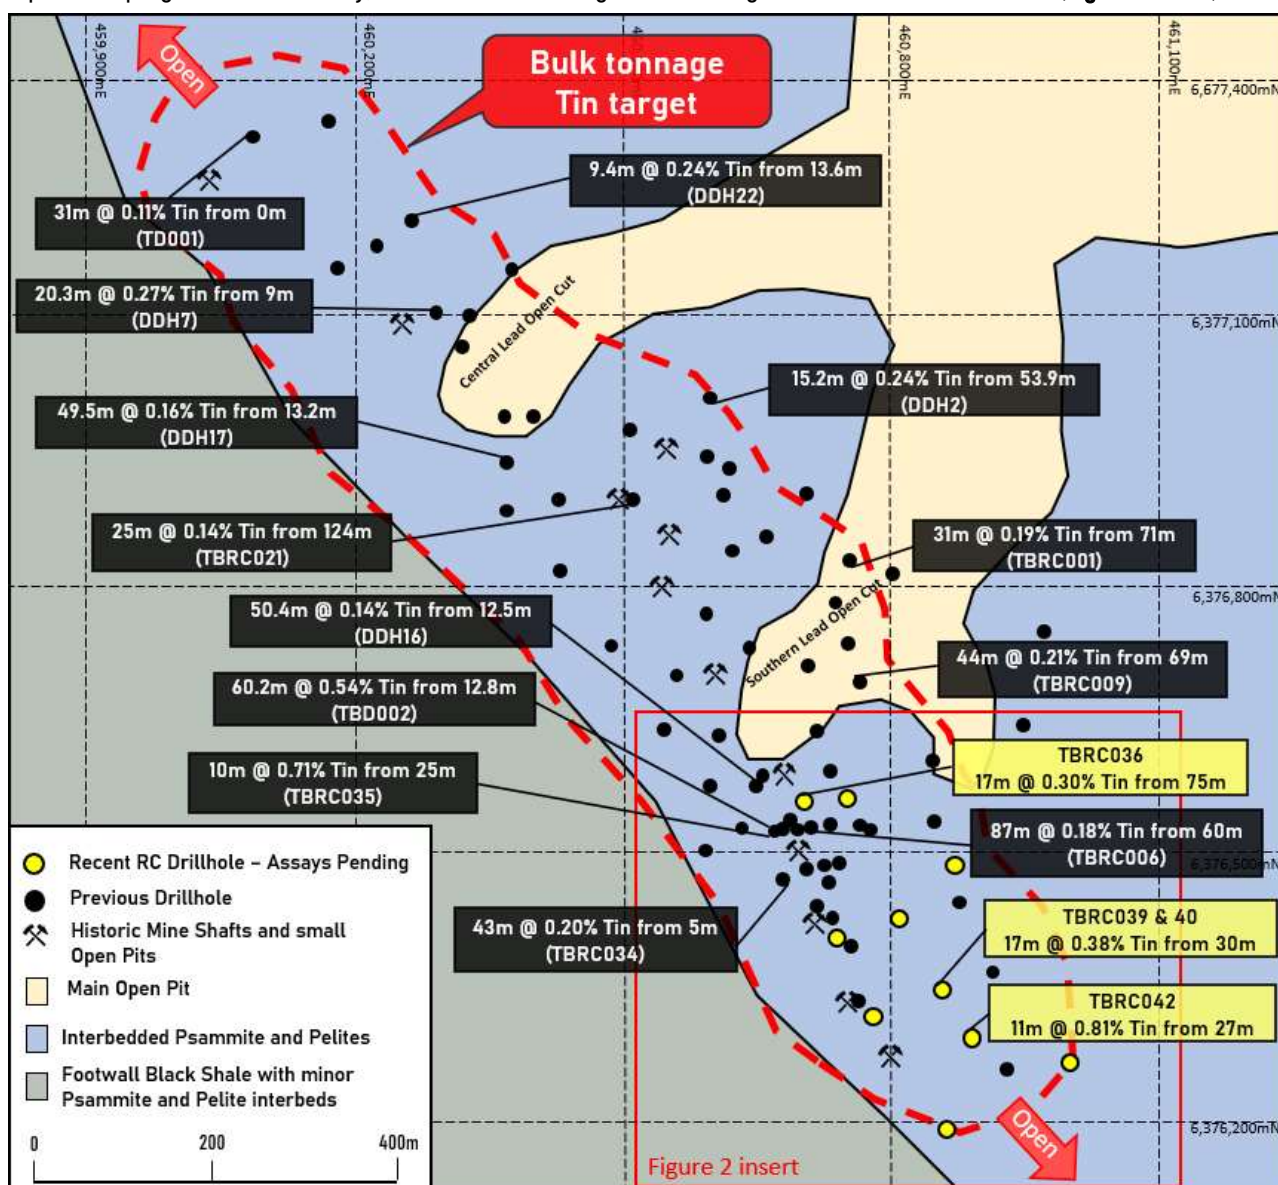 459,900mE
460,200mE
460,800mE
461,100mE
Open
Bulk tonnage
Tin target
6,677,400mN
9.4m @ 0.24% Tin from 13.6m
(DDH22)
31m @ 0.11% Tin from 0m
(TD001)
20.3m @ 0.27% Tin from 9m
(DDH7)
Central Lead Open Cut
6,377,100mN
15.2m @ 0.24% Tin from 53.9m
(DDH2)
49.5m @ 0.16% Tin from 13.2m
(DDH17)
25m @ 0.14% Tin from 124m
(TBRC021)
31m @ 0.19% Tin from 71m
(TBRC001)
6,376,800mN
50.4m @ 0.14% Tin from 12.5m
(DDH16)
Southern Lead Open Cut
44m @ 0.21% Tin from 69m
(TBRC009)
60.2m @ 0.54% Tin from 12.8m
(TBD002)
TBRC036
17m @ 0.30% Tin from 75m
10m @ 0.71% Tin from 25m
(TBRC035)
87m @ 0.18% Tin from 60m
(TBRC006)
6,376,500mN
43m @ 0.20% Tin from 5m
(TBRC034)
TBRC039 & 40
17m @ 0.38% Tin from 30m
TBRC042
11m @ 0.81% Tin from 27m
6,376,200mN
Open
Figure 2 insert
Recent RC Drillhole – Assays Pending
Previous Drillhole
Historic Mine Shafts and small
Open Pits
Main Open Pit
Interbedded Psammite and Pelites
Footwall Black Shale with minor
Psammite and Pelite interbeds
0 200 400m